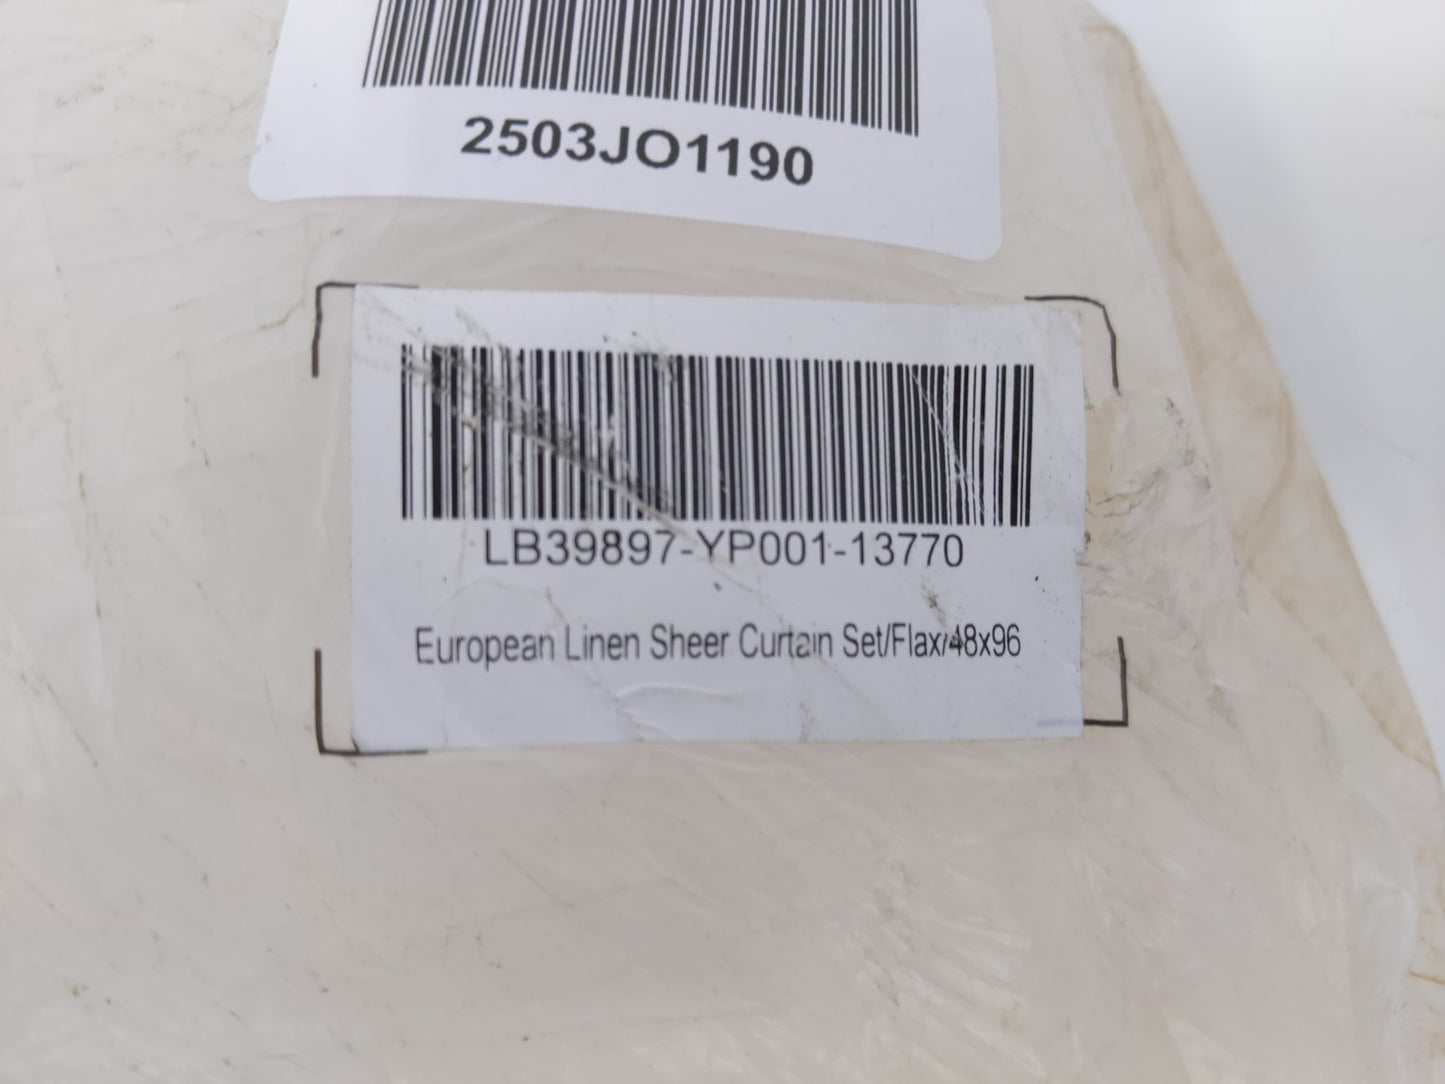 2503JO1190
LB39897-YP001-13770
European Linen Sheer Curtain Set/Flax/48x96